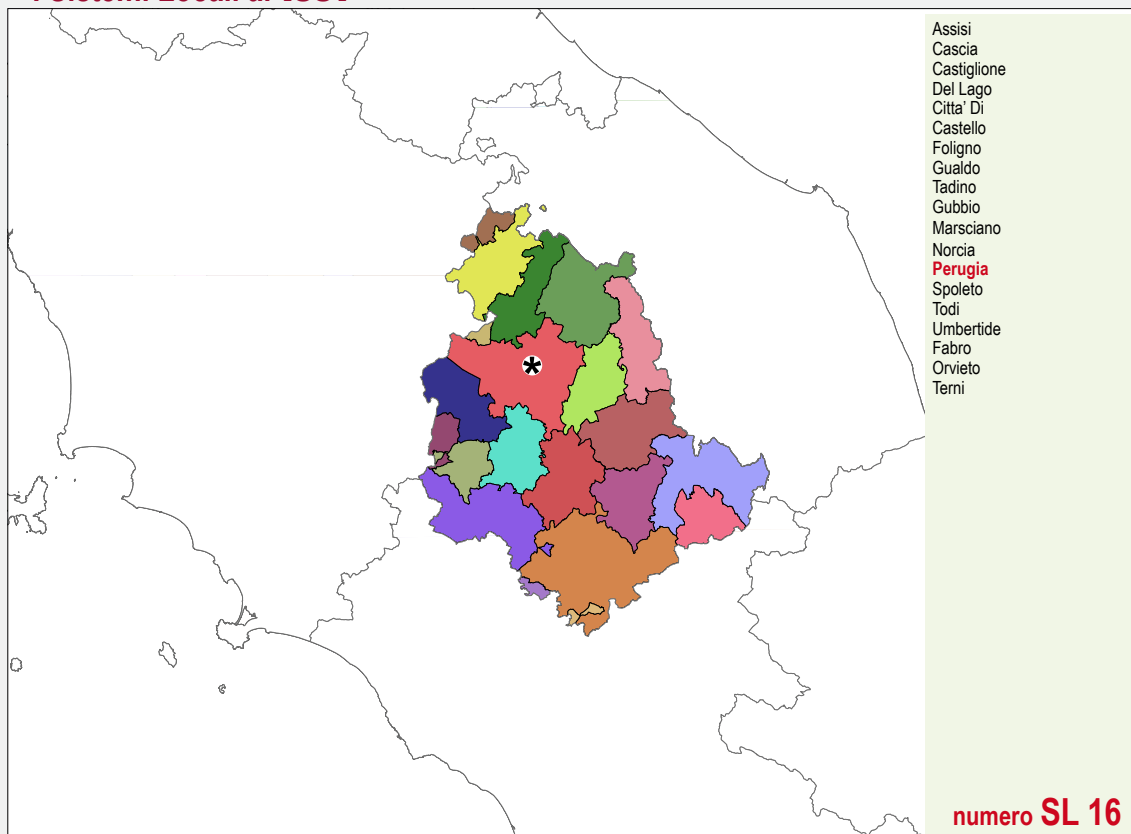 Assisi
Cascia
Castiglione
Del Lago
Citta' Di
Castello
Foligno
Gualdo
Tadino
Gubbio
Marsciano
Norcia
Perugia
Spoleto
Todi
Umbertide
Fabro
Orvieto
Terni
*
numero SL 16